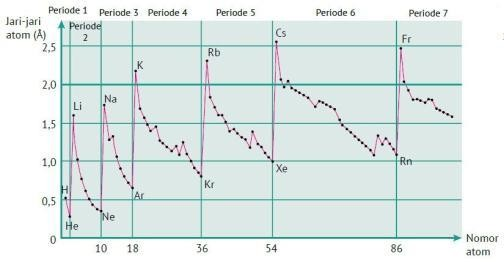 Periode 1
Periode 3 Periode 4 Periode 5 Periode 6 Periode 7
Periode
2
Jari-jari
atom (Å)
Cs
Fr
Rb
K
Na
Li
H
He
Ne
Ar
Kr
Xe
Rn
2,5
2,0
1,5
1,0
0,5
0
10 18 36 54 86
Nomor
atom